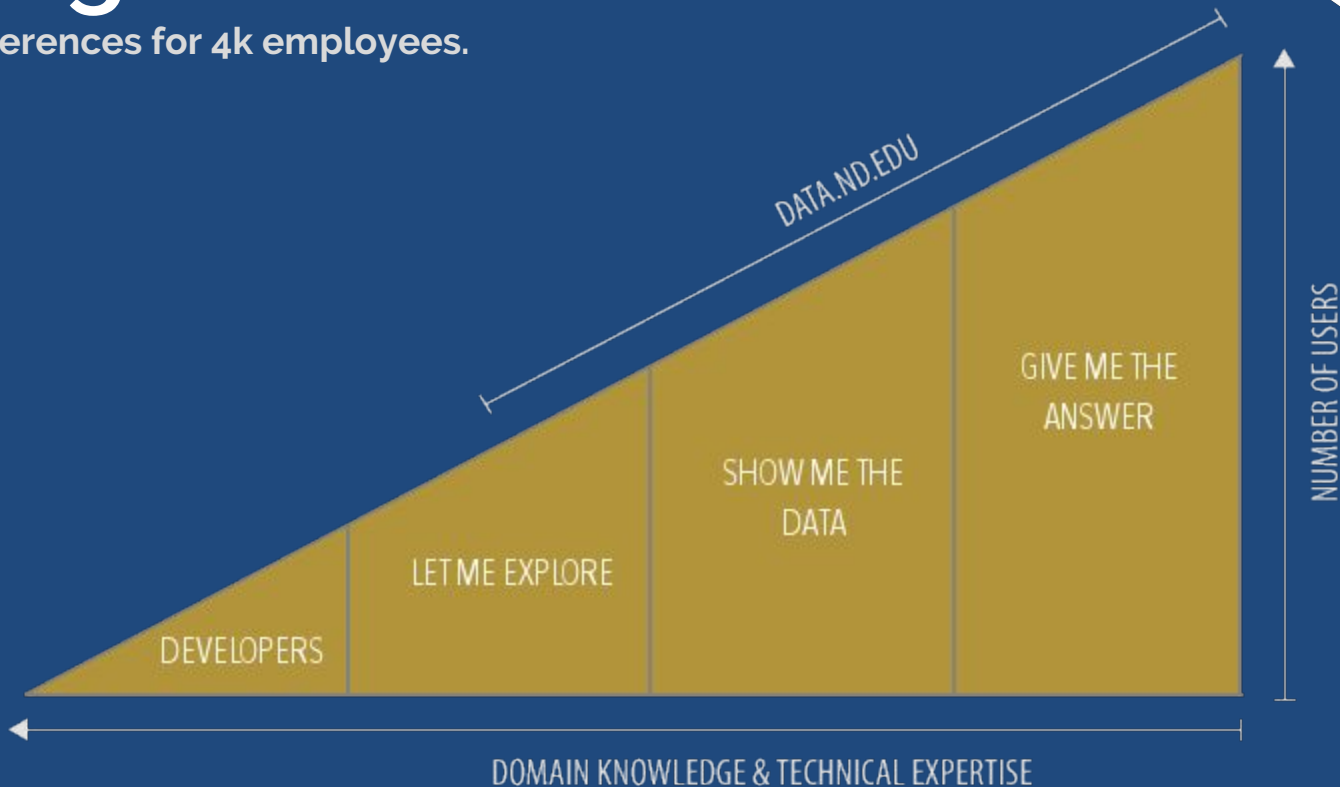 erences for 4k employees.
DATA.ND.EDU
GIVE ME THE
ANSWER
SHOW ME THE
DATA
LET ME EXPLORE
DEVELOPERS
NUMBER OF USERS
DOMAIN KNOWLEDGE & TECHNICAL EXPERTISE